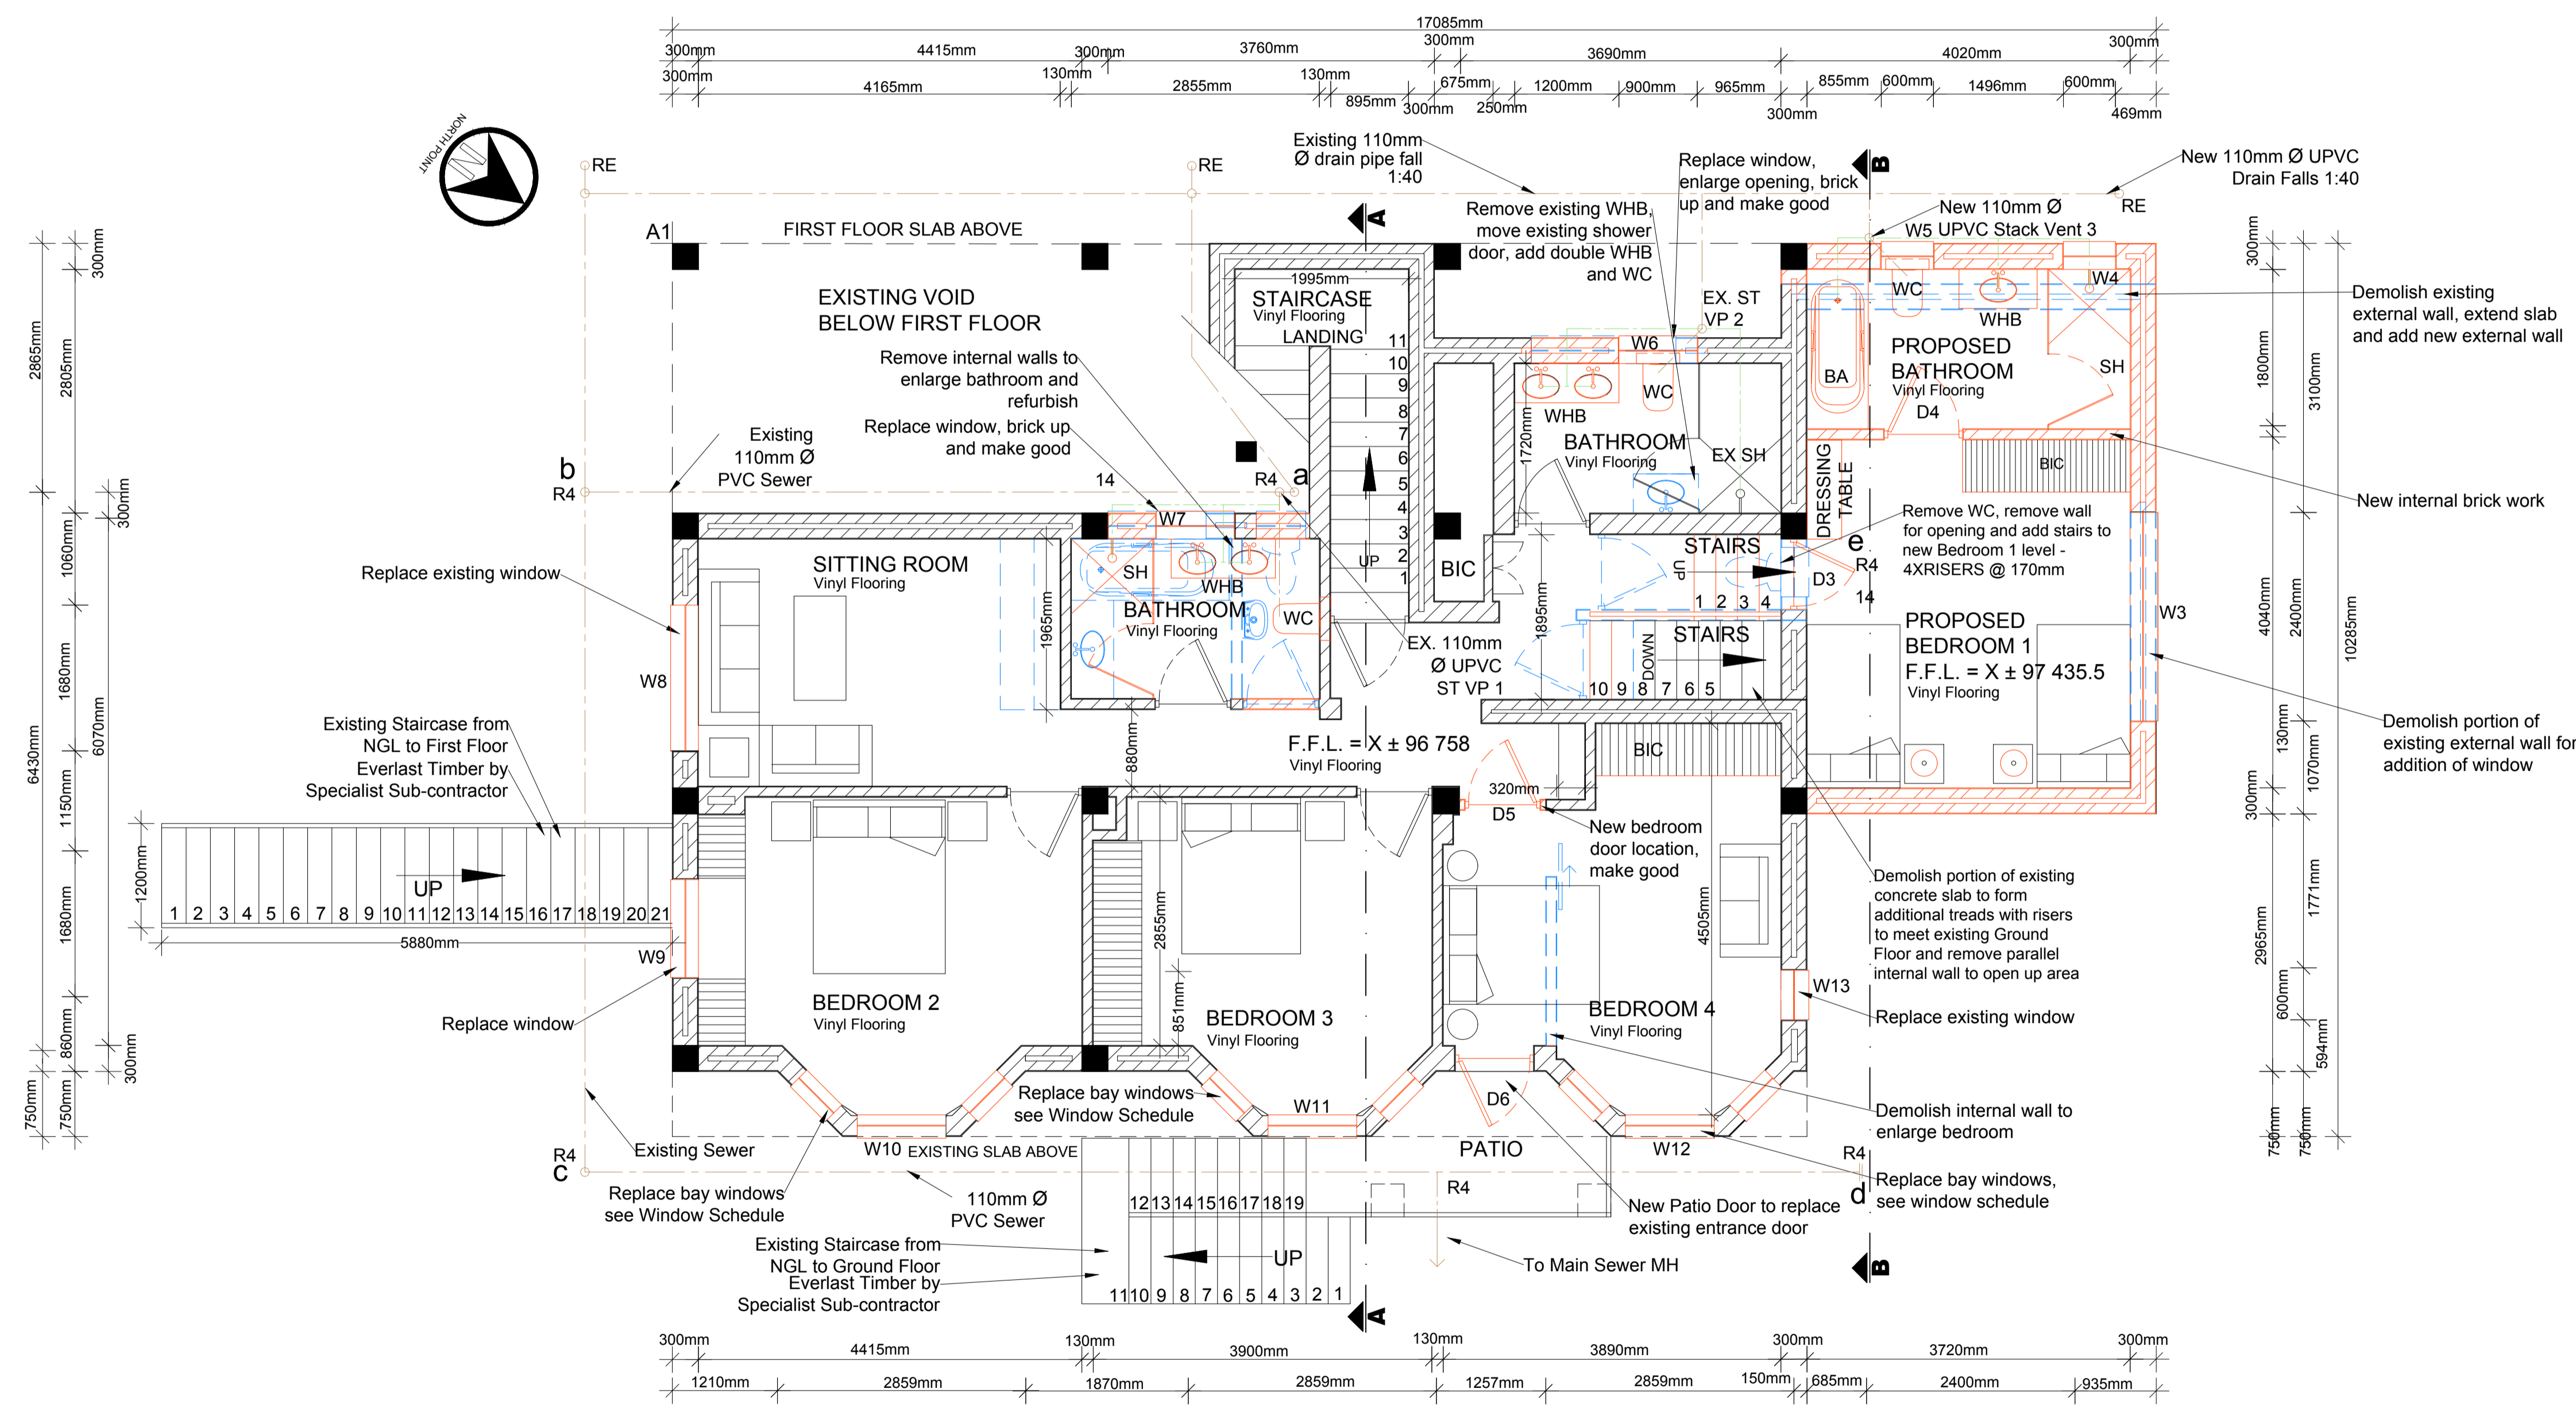 17085mm
300mm
4415mm
300mm
3760mm
300mm
3690mm
4020mm
300mm
300mm
4165mm
130mm
2855mm
130mm
895mm
300mm
675mm
250mm
1200mm
900mm
965mm
300mm
855mm
600mm
1496mm
600mm
469mm
NORTH POINT
N
RE
RE
Existing 110mm
Ø drain pipe fall
1:40
Replace window,
enlarge opening, brick
up and make good
B
New 110mm Ø UPVC
Drain Falls 1:40
RE
A1
FIRST FLOOR SLAB ABOVE
A
Remove existing WHB,
move existing shower
door, add double WHB
and WC
New 110mm Ø
W5 UPVC Stack Vent 3
EXISTING VOID
BELOW FIRST FLOOR
1995mm
STAIRCASE
Vinyl Flooring
LANDING
EX. ST
VP 2
WC
WHB
W4
Demolish existing
external wall, extend slab
and add new external wall
Remove internal walls to
enlarge bathroom and
refurbish
Replace window, brick up
and make good
11
10
9
8
7
6
5
4
3
2
1
UP
W6
WC
WHB
BATHROOM
Vinyl Flooring
1720mm
EX SH
PROPOSED
BATHROOM
Vinyl Flooring
BA
SH
D4
DRESSING
TABLE
BIC
New internal brick work
Existing
110mm Ø
PVC Sewer
b
R4
14
R4
a
W7
SITTING ROOM
Vinyl Flooring
Replace existing window
W8
SH
WHB
BATHROOM
Vinyl Flooring
WC
1965mm
BIC
1895mm
STAIRS
UP
1 2 3 4
D3
Remove WC, remove wall
for opening and add stairs to
new Bedroom 1 level -
4XRISERS @ 170mm
e
R4
14
W3
STAIRS
DOWN
10 9 8 7 6 5
PROPOSED
BEDROOM 1
F.F.L. = X ± 97 435.5
Vinyl Flooring
EX. 110mm
Ø UPVC
ST VP 1
Demolish portion of
existing external wall for
addition of window
Existing Staircase from
NGL to First Floor
Everlast Timber by
Specialist Sub-contractor
880mm
F.F.L. = X ± 96 758
Vinyl Flooring
BIC
320mm
D5
New bedroom
door location,
make good
1200mm
UP
1 2 3 4 5 6 7 8 9 10 11 12 13 14 15 16 17 18 19 20 21
5880mm
W9
Replace window
BEDROOM 2
Vinyl Flooring
2855mm
851mm
BEDROOM 3
Vinyl Flooring
4505mm
BEDROOM 4
Vinyl Flooring
Demolish portion of existing
concrete slab to form
additional treads with risers
to meet existing Ground
Floor and remove parallel
internal wall to open up area
W13
Replace existing window
Replace bay windows
see Window Schedule
W11
D6
Demolish internal wall to
enlarge bedroom
R4
c
Existing Sewer
W10
EXISTING SLAB ABOVE
PATIO
W12
R4
d
Replace bay windows,
see window schedule
Replace bay windows
see Window Schedule
110mm Ø
PVC Sewer
12 13 14 15 16 17 18 19
R4
New Patio Door to replace
existing entrance door
Existing Staircase from
NGL to Ground Floor
Everlast Timber by
Specialist Sub-contractor
UP
11 10 9 8 7 6 5 4 3 2 1
To Main Sewer MH
B
A
300mm
2865mm
2805mm
300mm
1060mm
1680mm
6070mm
6430mm
1150mm
1680mm
860mm
300mm
750mm
750mm
300mm
1800mm
3100mm
4040mm
2400mm
10285mm
130mm
1070mm
300mm
1771mm
2965mm
600mm
594mm
750mm
750mm
300mm
4415mm
130mm
3900mm
130mm
3890mm
300mm
3720mm
300mm
1210mm
2859mm
1870mm
2859mm
1257mm
2859mm
150mm
685mm
2400mm
935mm